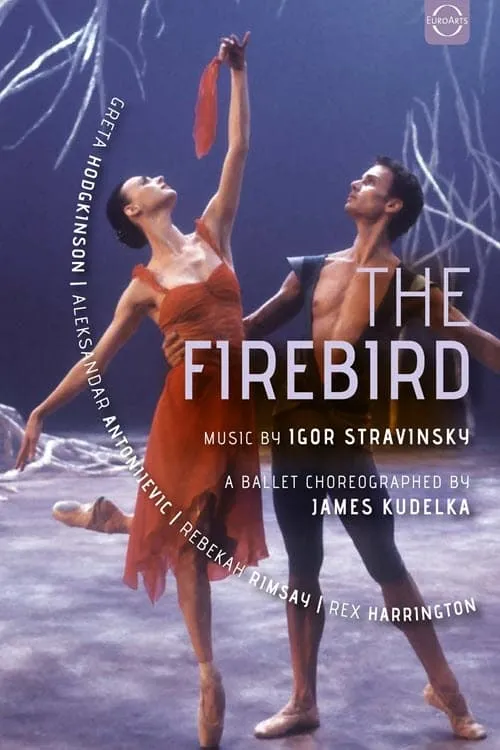 EUROARTS
THE
FIREBIRD
MUSIC BY IGOR STRAVINSKY
A BALLET CHOREOGRAPHED BY
JAMES KUDELKA
GRETA HODGKINSON | ALEKSANDAR ANTONIJEVIC | REBEKAH RIMSAY | REX HARRINGTON